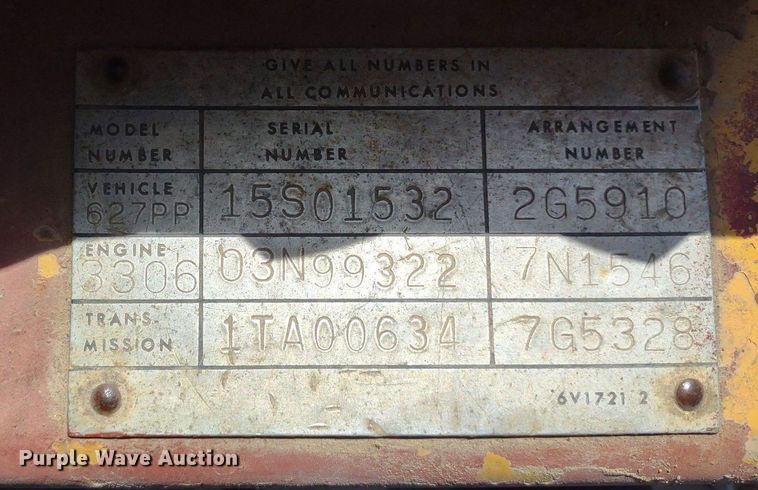 GIVE ALL NUMBERS IN
ALL COMMUNICATIONS
MODEL NUMBER SERIAL NUMBER ARRANGEMENT NUMBER
VEHICLE 627PP 15S01532 2G5910
ENGINE 3306 03N99322 7N1546
TRANS- MISSION 1TA00634 7G5328
6V1721 2
Purple Wave Auction